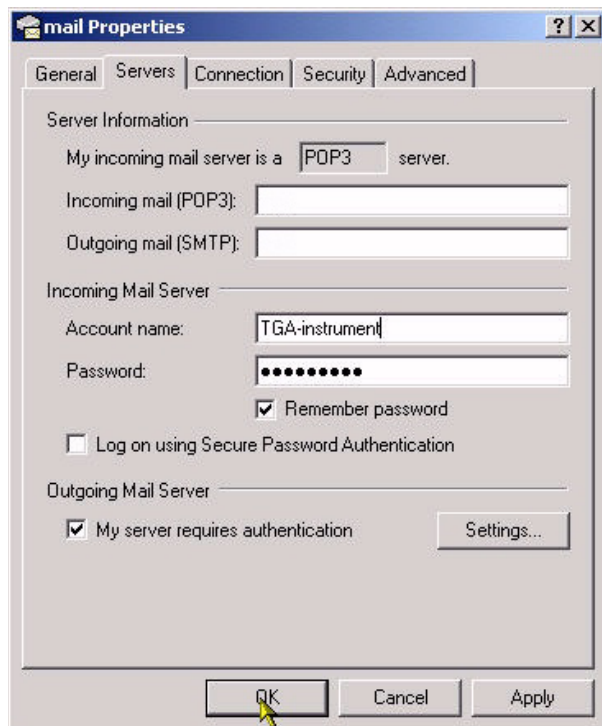 mail Properties
General Servers Connection Security Advanced
Server Information
My incoming mail server is a POP3 server.
Incoming mail (POP3):
Outgoing mail (SMTP):
Incoming Mail Server
Account name: TGA-instrument
Password: ●●●●●●●●●
Remember password
Log on using Secure Password Authentication
Outgoing Mail Server
My server requires authentication Settings...
OK Cancel Apply